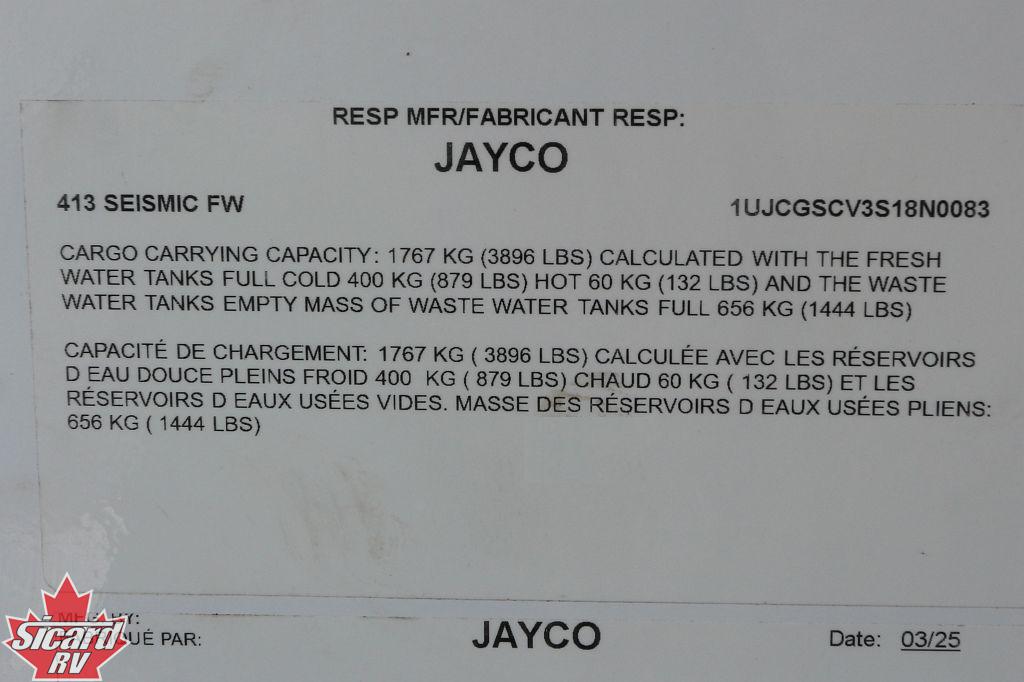 RESP MFR/FABRICANT RESP:
JAYCO
413 SEISMIC FW 1UJCGSCV3S18N0083
CARGO CARRYING CAPACITY: 1767 KG (3896 LBS) CALCULATED WITH THE FRESH
WATER TANKS FULL COLD 400 KG (879 LBS) HOT 60 KG (132 LBS) AND THE WASTE
WATER TANKS EMPTY MASS OF WASTE WATER TANKS FULL 656 KG (1444 LBS)
CAPACITÉ DE CHARGEMENT: 1767 KG ( 3896 LBS) CALCULÉE AVEC LES RÉSERVOIRS
D EAU DOUCE PLEINS FROID 400 KG ( 879 LBS) CHAUD 60 KG ( 132 LBS) ET LES
RÉSERVOIRS D EAUX USÉES VIDES. MASSE DES RÉSERVOIRS D EAUX USÉES PLIENS:
656 KG ( 1444 LBS)
PAR: JAYCO Date: 03/25
Sicard
RV